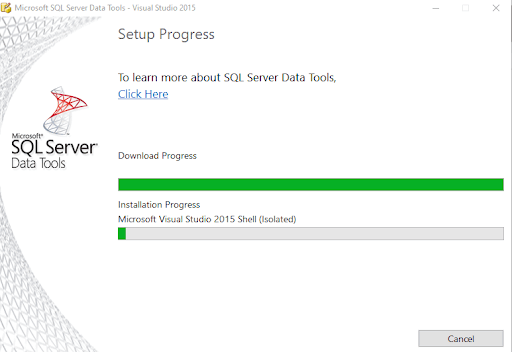 Microsoft SQL Server Data Tools - Visual Studio 2015
Setup Progress
To learn more about SQL Server Data Tools,
Click Here
Microsoft®
SQL Server®
Data Tools
Download Progress
Installation Progress
Microsoft Visual Studio 2015 Shell (Isolated)
Cancel